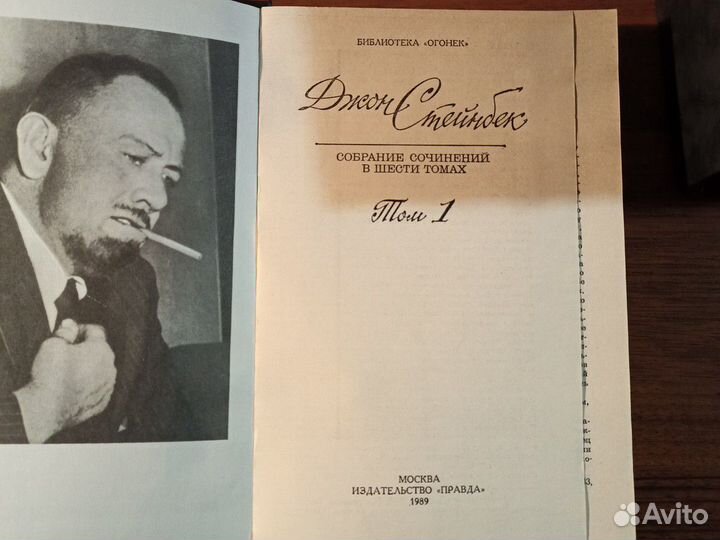 БИБЛИОТЕКА «ОГОНЕК»
Джон Стейнбек
СОБРАНИЕ СОЧИНЕНИЙ
В ШЕСТИ ТОМАХ
Том 1
МОСКВА
ИЗДАТЕЛЬСТВО «ПРАВДА»
1989
Avito